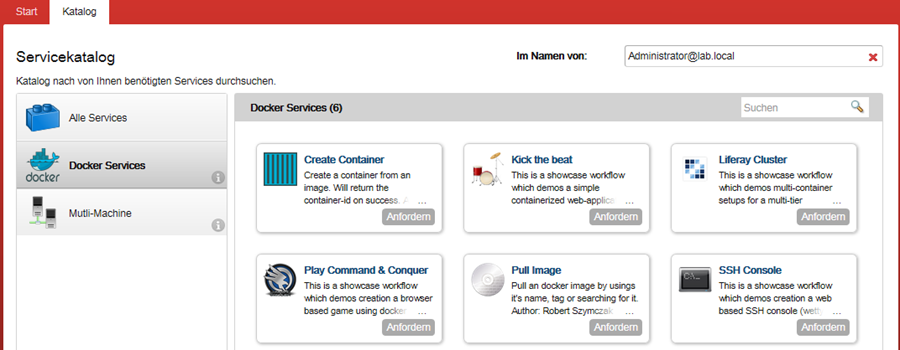 Start Katalog
Servicekatalog
Im Namen von: Administrator@lab.local
Katalog nach von Ihnen benötigten Services durchsuchen.
Alle Services
docker
Docker Services
Mutli-Machine
Docker Services (6)
Suchen
Create Container
Create a container from an
image. Will return the
container-id on success. ...
Anfordern
Kick the beat
This is a showcase workflow
which demos a simple
containerized web-applica ...
Anfordern
Liferay Cluster
This is a showcase workflow
which demos multi-container
setups for a multi-tier ...
Anfordern
Play Command & Conquer
This is a showcase workflow
which demos creation a browser
based game using docker ...
Anfordern
Pull Image
Pull an docker image by usings
it's name, tag or searching for it.
Author: Robert Szymczak ...
Anfordern
C:\_
SSH Console
This is a showcase workflow
which demos creation a web
based SSH console (wetty ...
Anfordern